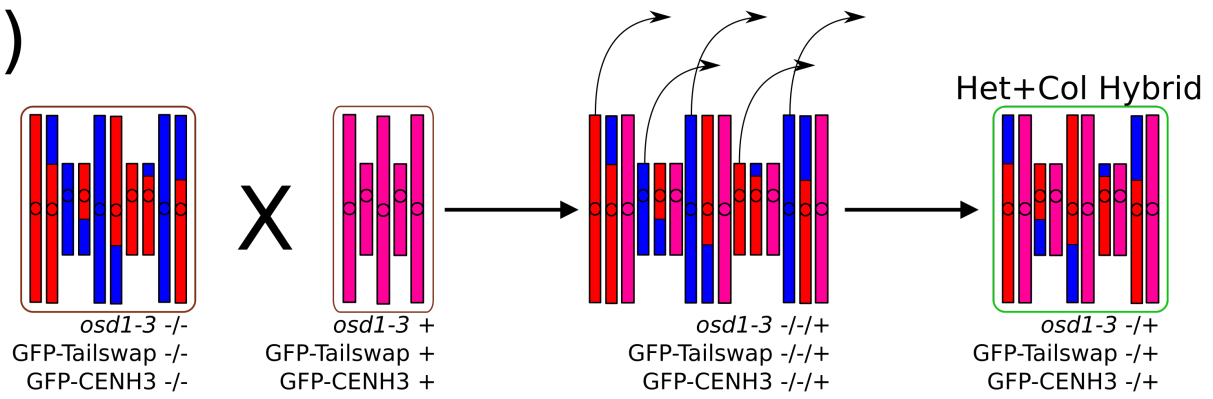 )
Het+Col Hybrid
X
osd1-3 -/-
GFP-Tailswap -/-
GFP-CENH3 -/-
osd1-3 +
GFP-Tailswap +
GFP-CENH3 +
osd1-3 -/-/+
GFP-Tailswap -/-/+
GFP-CENH3 -/-/+
osd1-3 -/+
GFP-Tailswap -/+
GFP-CENH3 -/+